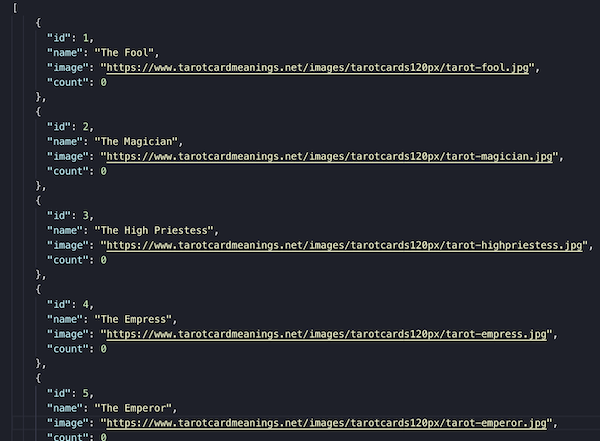 [
{
"id": 1,
"name": "The Fool",
"image": "https://www.tarotcardmeanings.net/images/tarotcards120px/tarot-fool.jpg",
"count": 0
},
{
"id": 2,
"name": "The Magician",
"image": "https://www.tarotcardmeanings.net/images/tarotcards120px/tarot-magician.jpg",
"count": 0
},
{
"id": 3,
"name": "The High Priestess",
"image": "https://www.tarotcardmeanings.net/images/tarotcards120px/tarot-highpriestess.jpg",
"count": 0
},
{
"id": 4,
"name": "The Empress",
"image": "https://www.tarotcardmeanings.net/images/tarotcards120px/tarot-empress.jpg",
"count": 0
},
{
"id": 5,
"name": "The Emperor",
"image": "https://www.tarotcardmeanings.net/images/tarotcards120px/tarot-emperor.jpg",
"count": 0